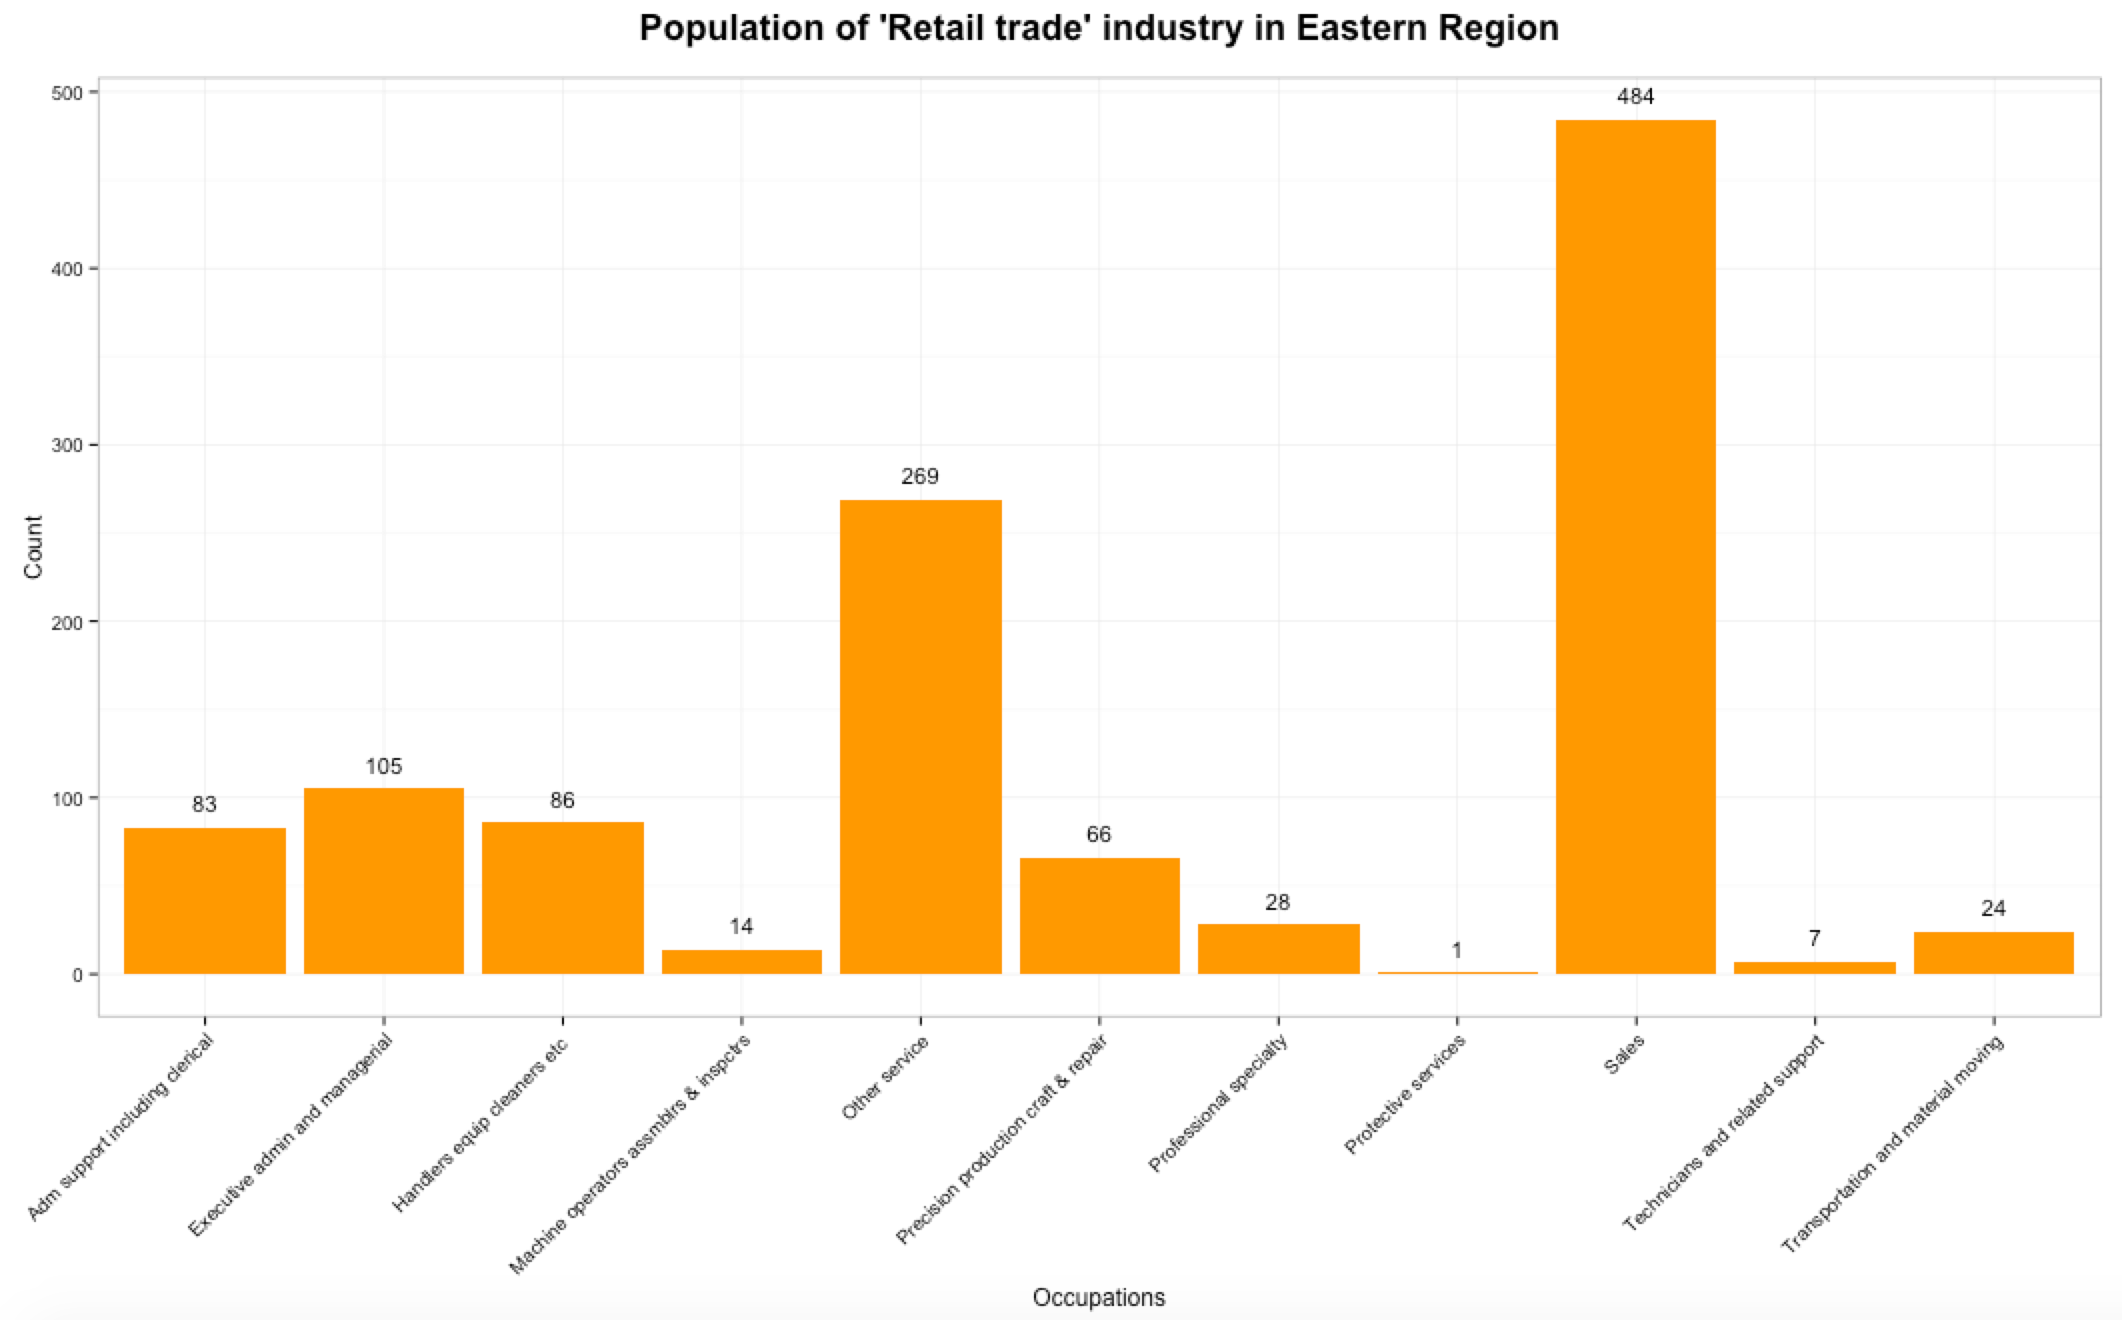 Population of 'Retail trade' industry in Eastern Region
500
400
300
200
100
0
Count
83
105
86
14
269
66
28
1
484
7
24
Adm support including clerical
Executive admin and managerial
Handlers equip cleaners etc
Machine operators assmblrs & inspctrs
Other service
Precision production craft & repair
Professional specialty
Protective services
Sales
Technicians and related support
Transportation and material moving
Occupations